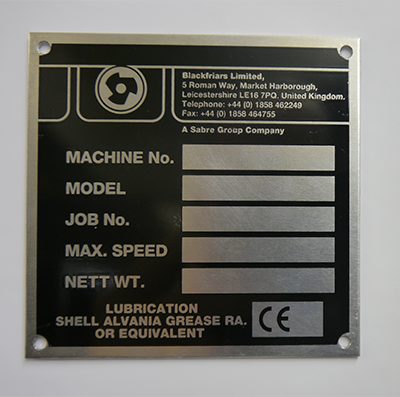 Blackfriars Limited,
5 Roman Way, Market Harborough,
Leicestershire LE16 7PQ. United Kingdom.
Telephone: +44 (0) 1858 462249
Fax: +44 (0) 1858 464755
A Sabre Group Company
MACHINE No.
MODEL
JOB No.
MAX. SPEED
NETT WT.
LUBRICATION
SHELL ALVANIA GREASE RA.
OR EQUIVALENT
CE